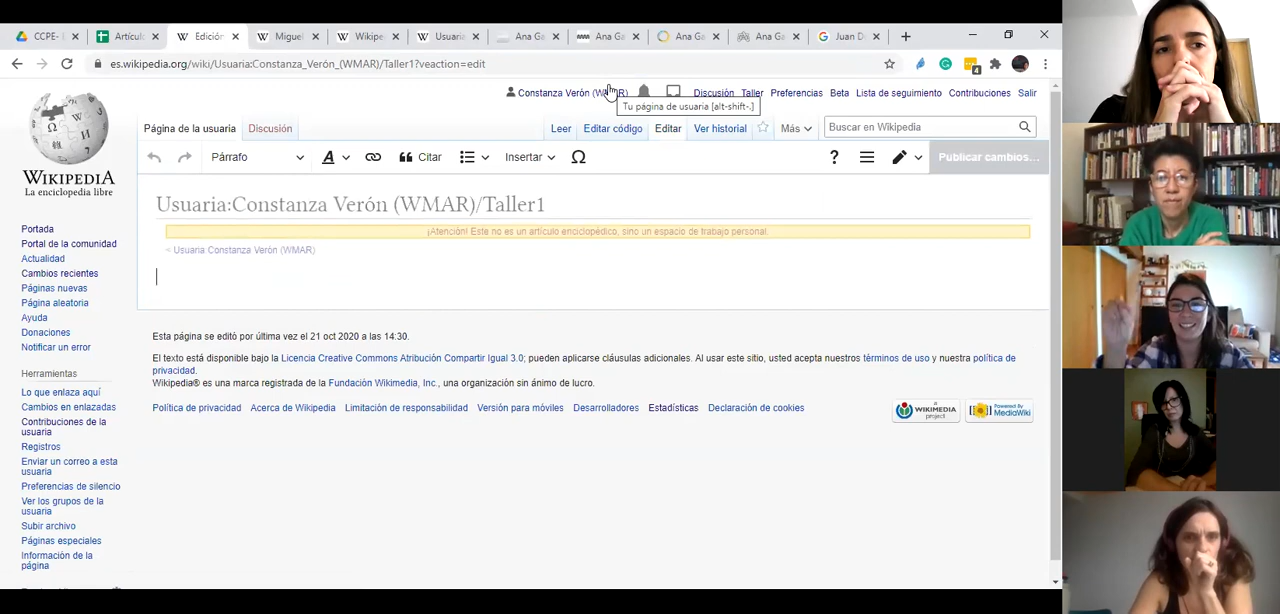 CCPE-
Artícul
Edición
Miguel
Wikipe
Usuaria
Ana Ga
Ana Ga
Ana Ga
Ana Ga
Juan D
es.wikipedia.org/wiki/Usuaria:Constanza_Verón_(WMAR)/Taller1?veaction=edit
4
Constanza Verón (WMAR)
Discusión
Taller
Preferencias
Beta
Lista de seguimiento
Contribuciones
Salir
Tu página de usuaria [alt-shift-.]
Página de la usuaria
Discusión
Leer
Editar código
Editar
Ver historial
Más
Buscar en Wikipedia
Párrafo
A
Citar
Insertar
Ω
?
Publicar cambios...
WIKIPEDIA
La enciclopedia libre
Usuaria:Constanza Verón (WMAR)/Taller1
¡Atención! Este no es un artículo enciclopédico, sino un espacio de trabajo personal.
< Usuaria:Constanza Verón (WMAR)
Portada
Portal de la comunidad
Actualidad
Cambios recientes
Páginas nuevas
Página aleatoria
Ayuda
Donaciones
Notificar un error
Herramientas
Lo que enlaza aquí
Cambios en enlazadas
Contribuciones de la
usuaria
Registros
Enviar un correo a esta
usuaria
Preferencias de silencio
Ver los grupos de la
usuaria
Subir archivo
Páginas especiales
Información de la
página
Esta página se editó por última vez el 21 oct 2020 a las 14:30.
El texto está disponible bajo la Licencia Creative Commons Atribución Compartir Igual 3.0; pueden aplicarse cláusulas adicionales. Al usar este sitio, usted acepta nuestros términos de uso y nuestra política de
privacidad.
Wikipedia® es una marca registrada de la Fundación Wikimedia, Inc., una organización sin ánimo de lucro.
Política de privacidad
Acerca de Wikipedia
Limitación de responsabilidad
Versión para móviles
Desarrolladores
Estadísticas
Declaración de cookies
A
WIKIMEDIA
project
Powered By
MediaWiki